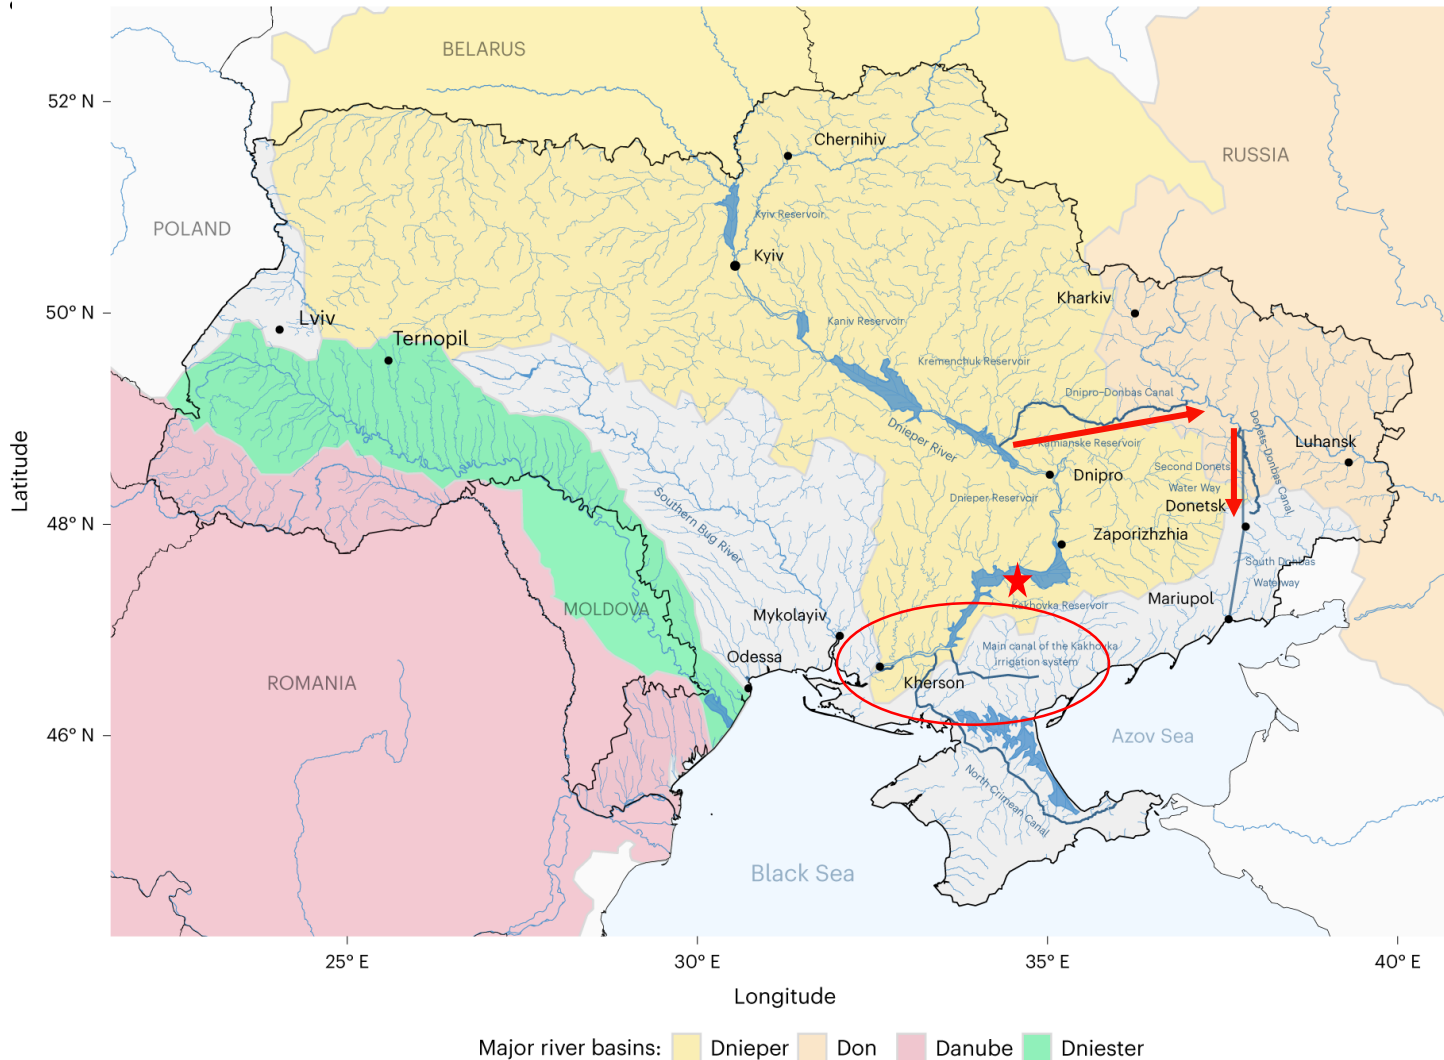 BELARUS
52° N
Chernihiv
RUSSIA
Kyiv Reservoir
POLAND
Kyiv
Kharkiv
50° N
Lviv
Kaniv Reservoir
Ternopil
Kremenchuk Reservoir
Dnipro–Donbas Canal
Dnieper River
Kamianske Reservoir
Donets–Donbas Canal
Luhansk
Latitude
Dnipro
Second Donets
Water Way
Southern Bug River
Dnieper Reservoir
Donetsk
48° N
Zaporizhzhia
South Donbas
Waterway
MOLDOVA
Kakhovka Reservoir
Mariupol
Mykolayiv
Main canal of the Kakhovka
irrigation system
Odessa
ROMANIA
Kherson
46° N
Azov Sea
North Crimean Canal
Black Sea
25° E
30° E
35° E
40° E
Longitude
Major river basins: Dnieper Don Danube Dniester